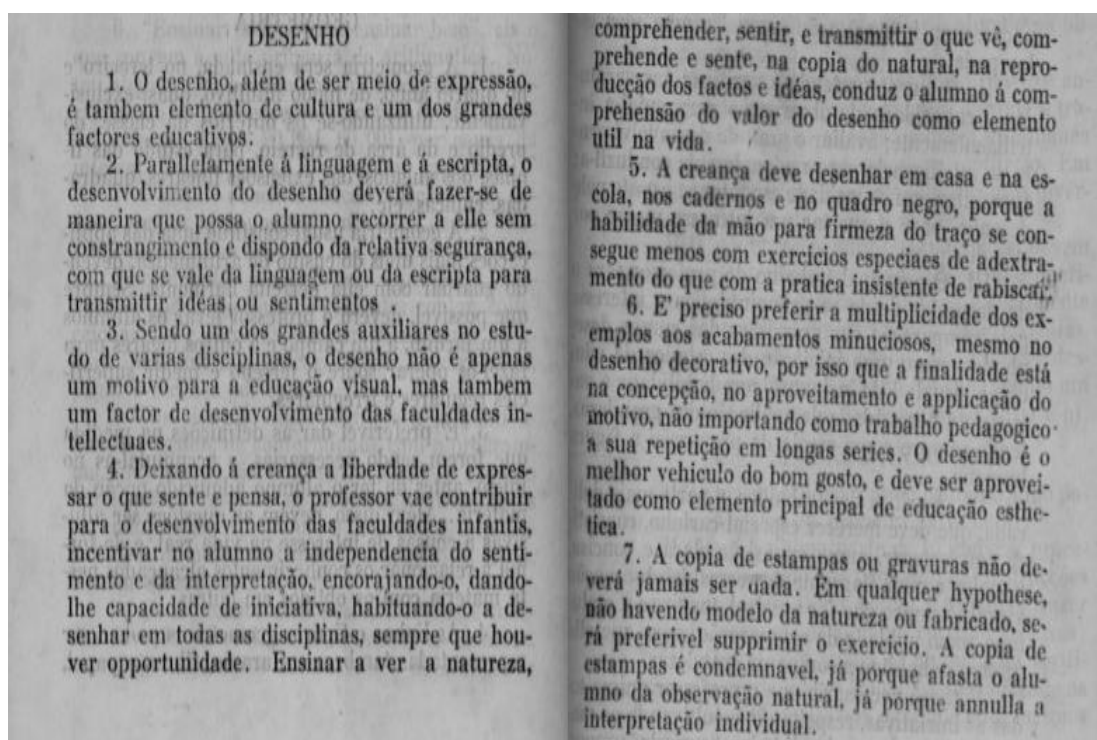 DESENHO
1. O desenho, além de ser meio de expressão,
é tambem elemento de cultura e um dos grandes
factores educativos.
2. Parallelamente á linguagem e á escripta, o
desenvolvimento do desenho deverá fazer-se de
maneira que possa o alumno recorrer a elle sem
constrangimento e dispondo da relativa segurança,
com que se vale da linguagem ou da escripta para
transmittir idéas ou sentimentos .
3. Sendo um dos grandes auxiliares no estu-
do de varias disciplinas, o desenho não é apenas
um motivo para a educação visual, mas tambem
um factor de desenvolvimento das faculdades in-
tellectuaes.
4. Deixando á creança a liberdade de expres-
sar o que sente e pensa, o professor vae contribuir
para o desenvolvimento das faculdades infantis,
incentivar no alumno a independencia do senti-
mento e da interpretação, encorajando-o, dando-
lhe capacidade de iniciativa, habituando-o a de-
senhar em todas as disciplinas, sempre que hou-
ver opportunidade. Ensinar a ver a natureza,
comprehender, sentir, e transmittir o que vê, com-
prehende e sente, na copia do natural, na repro-
ducção dos factos e idéas, conduz o alumno á com-
prehensão do valor do desenho como elemento
util na vida.
5. A creança deve desenhar em casa e na es-
cola, nos cadernos e no quadro negro, porque a
habilidade da mão para firmeza do traço se con-
segue menos com exercicios especiaes de adextra-
mento do que com a pratica insistente de rabiscar.
6. E' preciso preferir a multiplicidade dos ex-
emplos aos acabamentos minuciosos, mesmo no
desenho decorativo, por isso que a finalidade está
na concepção, no aproveitamento e applicação do
motivo, não importando como trabalho pedagogico
a sua repetição em longas series. O desenho é o
melhor vehiculo do bom gosto, e deve ser aprovei-
tado como elemento principal de educação esthe-
tica.
7. A copia de estampas ou gravuras não de-
verá jamais ser dada. Em qualquer hypothese,
não havendo modelo da natureza ou fabricado, se-
rá preferivel supprimir o exercicio. A copia de
estampas é condemnavel, já porque afasta o alu-
mno da observação natural, já porque annulla a
interpretação individual.